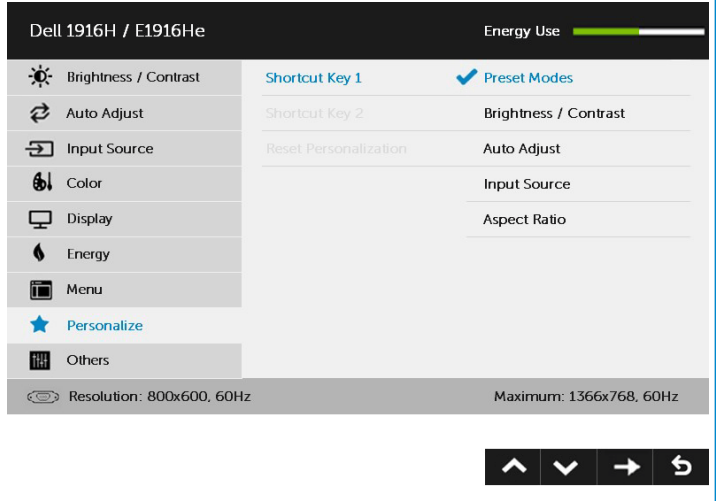 Dell 1916H / E1916He
Energy Use
Brightness / Contrast
Shortcut Key 1
Preset Modes
Auto Adjust
Shortcut Key 2
Brightness / Contrast
Input Source
Reset Personalization
Auto Adjust
Color
Input Source
Display
Aspect Ratio
Energy
Menu
Personalize
Others
Resolution: 800x600, 60Hz
Maximum: 1366x768, 60Hz